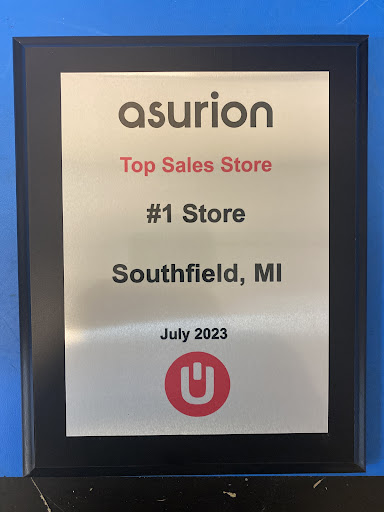 asurion
Top Sales Store
#1 Store
Southfield, MI
July 2023